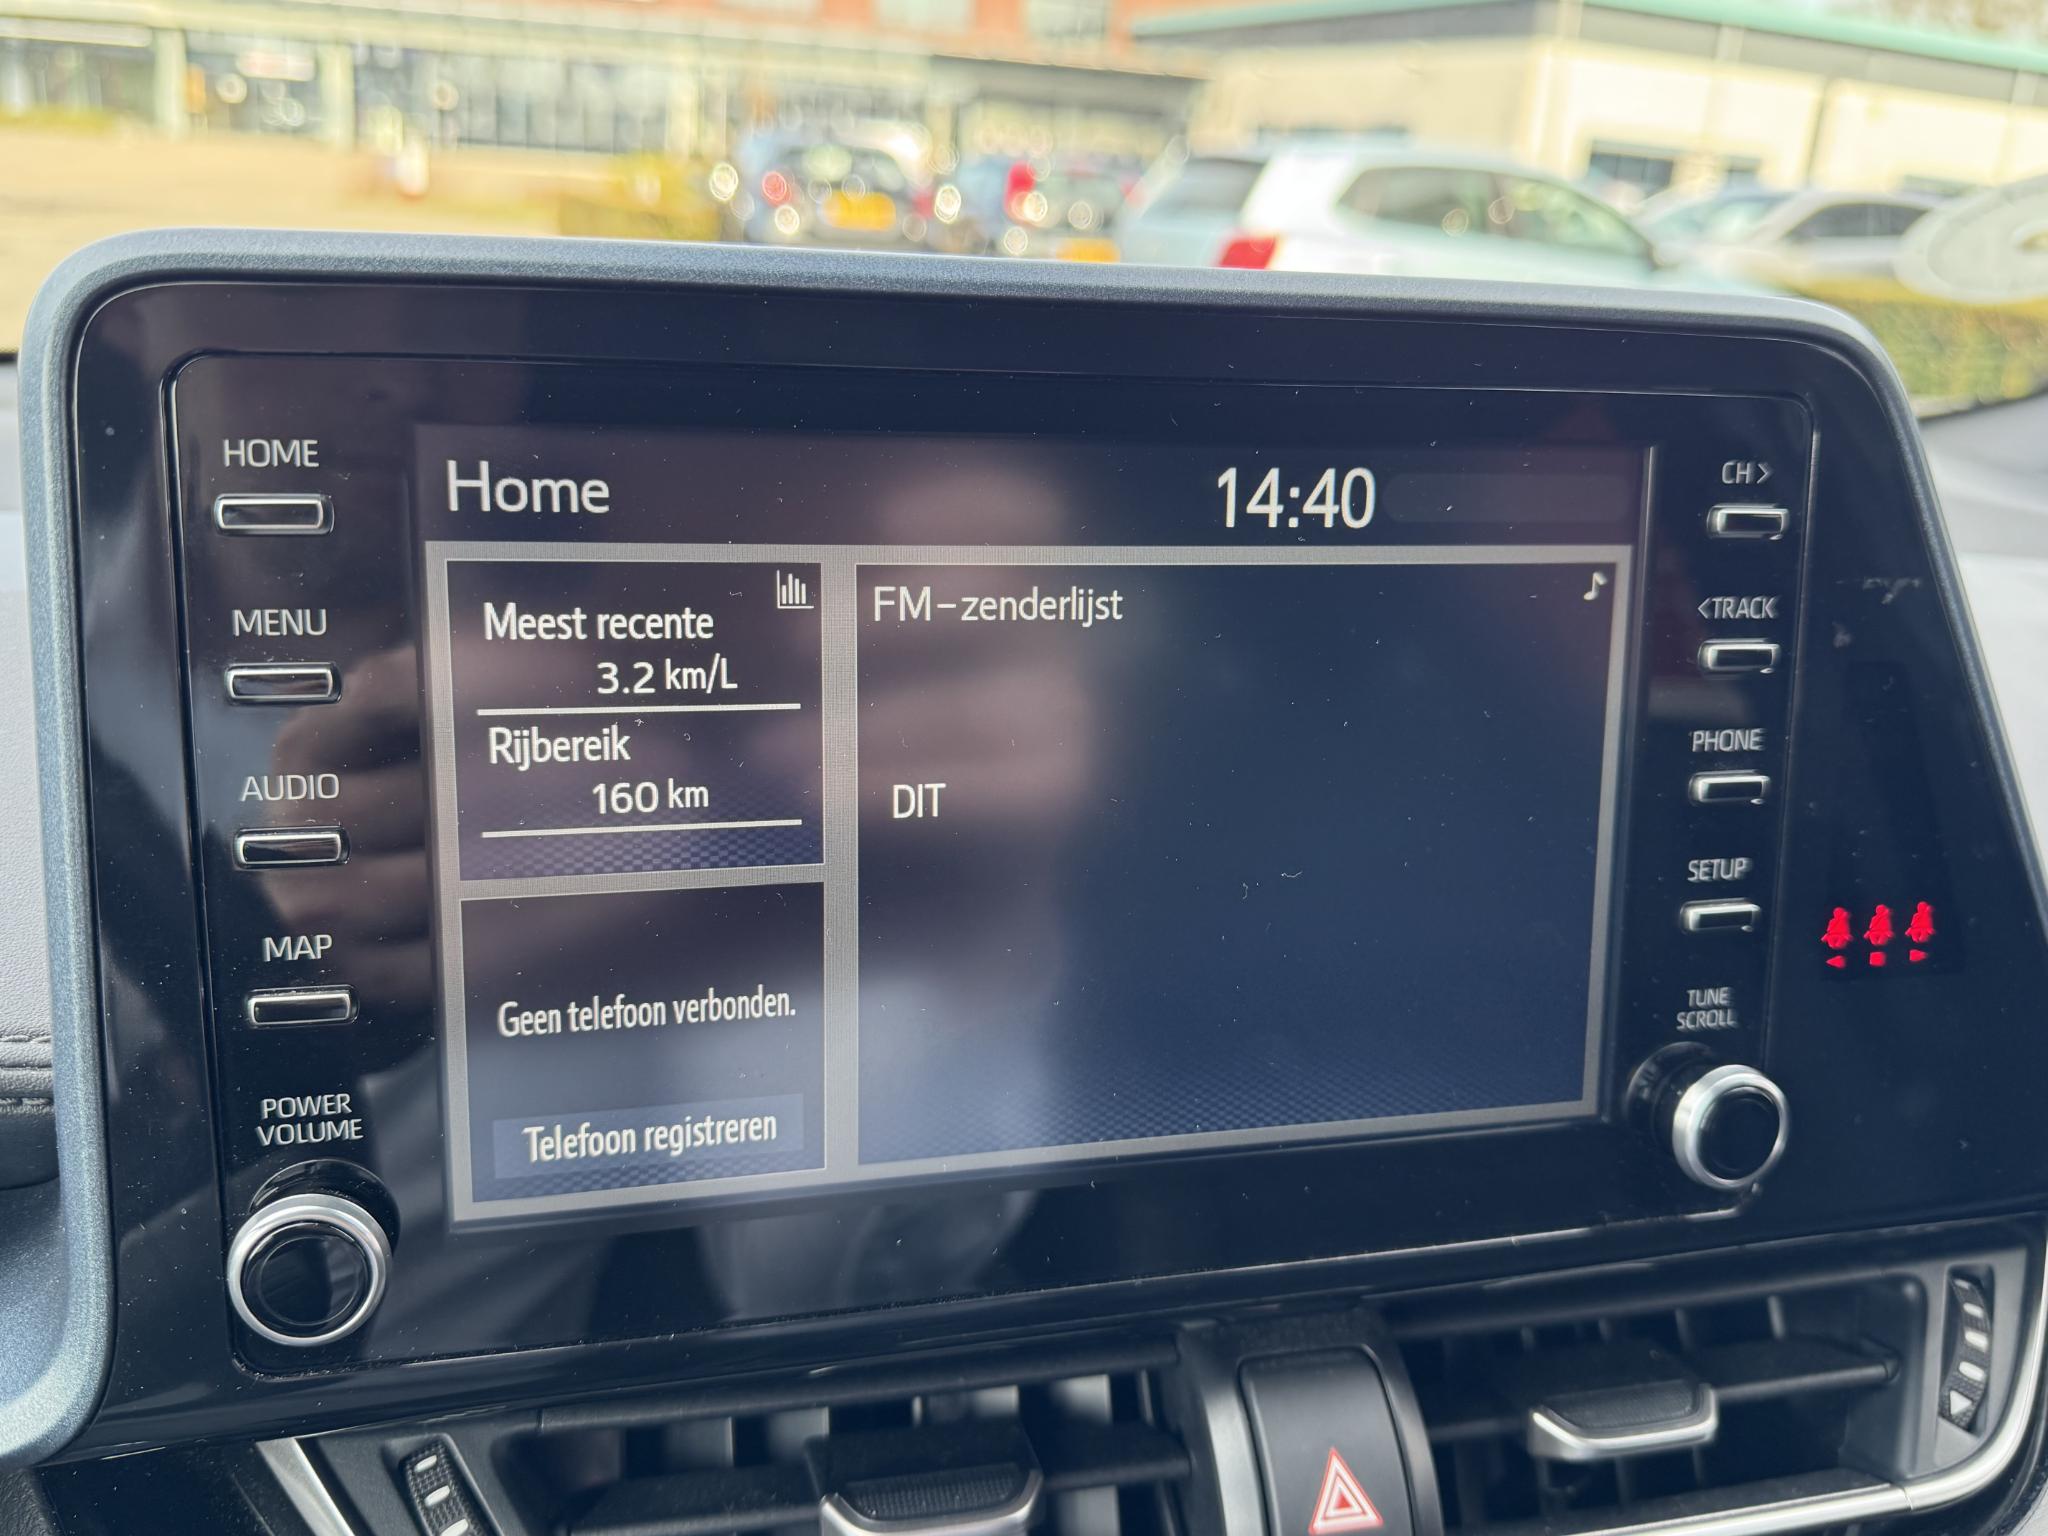 HOME
MENU
AUDIO
MAP
POWER
VOLUME
Home
14:40
Meest recente
3.2 km/L
Rijbereik
160 km
Geen telefoon verbonden.
Telefoon registreren
FM-zenderlijst
DIT
CH>
<TRACK
PHONE
SETUP
TUNE
SCROLL